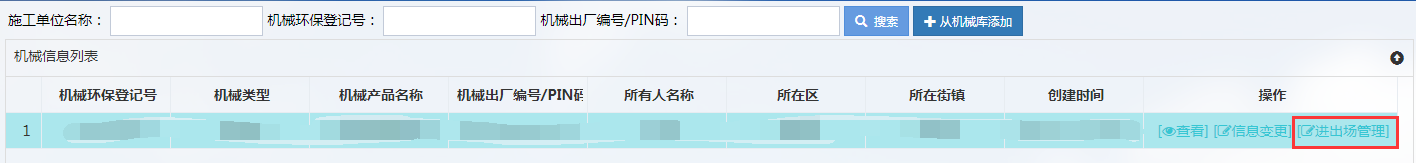 施工单位名称： 机械环保登记号： 机械出厂编号/PIN码： 搜索 从机械库添加
机械信息列表
机械环保登记号 机械类型 机械产品名称 机械出厂编号/PIN码 所有人名称 所在区 所在街镇 创建时间 操作
1 [查看] [信息变更] [进出场管理]